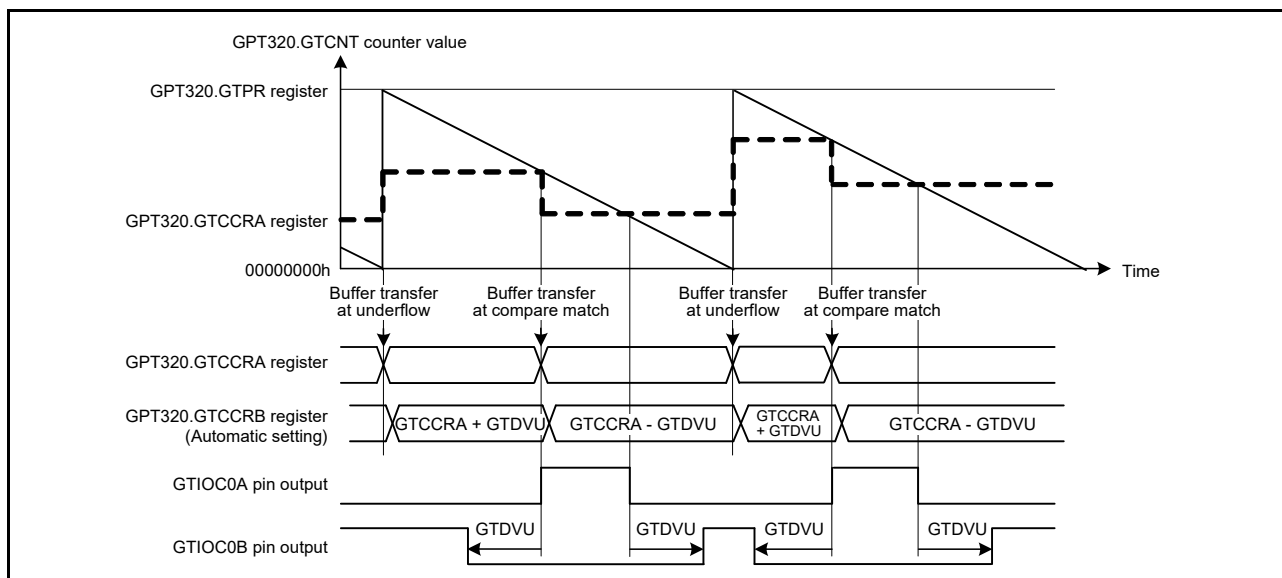 GPT320.GTCNT counter value
GPT320.GTPR register
GPT320.GTCCRA register
00000000h
Time
Buffer transfer
at underflow
Buffer transfer
at compare match
Buffer transfer
at underflow
Buffer transfer
at compare match
GPT320.GTCCRA register
GPT320.GTCCRB register
(Automatic setting)
GTCCRA + GTDVU
GTCCRA - GTDVU
GTCCRA
+ GTDVU
GTCCRA - GTDVU
GTIOC0A pin output
GTIOC0B pin output
GTDVU
GTDVU
GTDVU
GTDVU